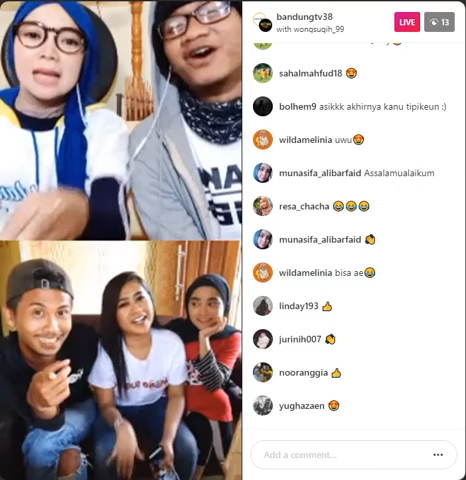 bandungtv38
with wonqsuqih_99
LIVE
13
sahalmahfud18 😍
bolhem9 asikkk akhirnya kanu tipikeun :)
wildamelinia uwu😍
munasifa_alibarfaid Assalamualaikum
resa_chacha 😂😂😂
munasifa_alibarfaid 👏
wildamelinia bisa ae😂
linday193 👍
jurinih007 👏
nooranggia 👍
yughazaen 😍
Add a comment...